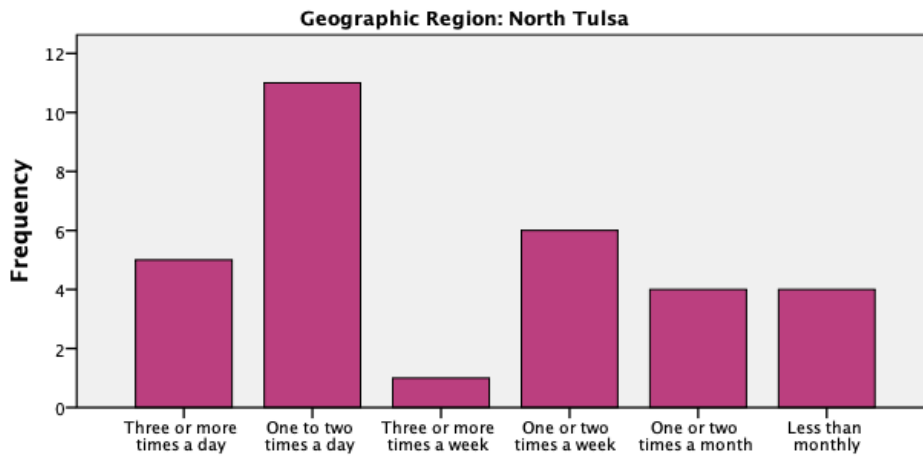 Geographic Region: North Tulsa
Frequency
12
10
8
6
4
2
0
Three or more
times a day
One to two
times a day
Three or more
times a week
One or two
times a week
One or two
times a month
Less than
monthly